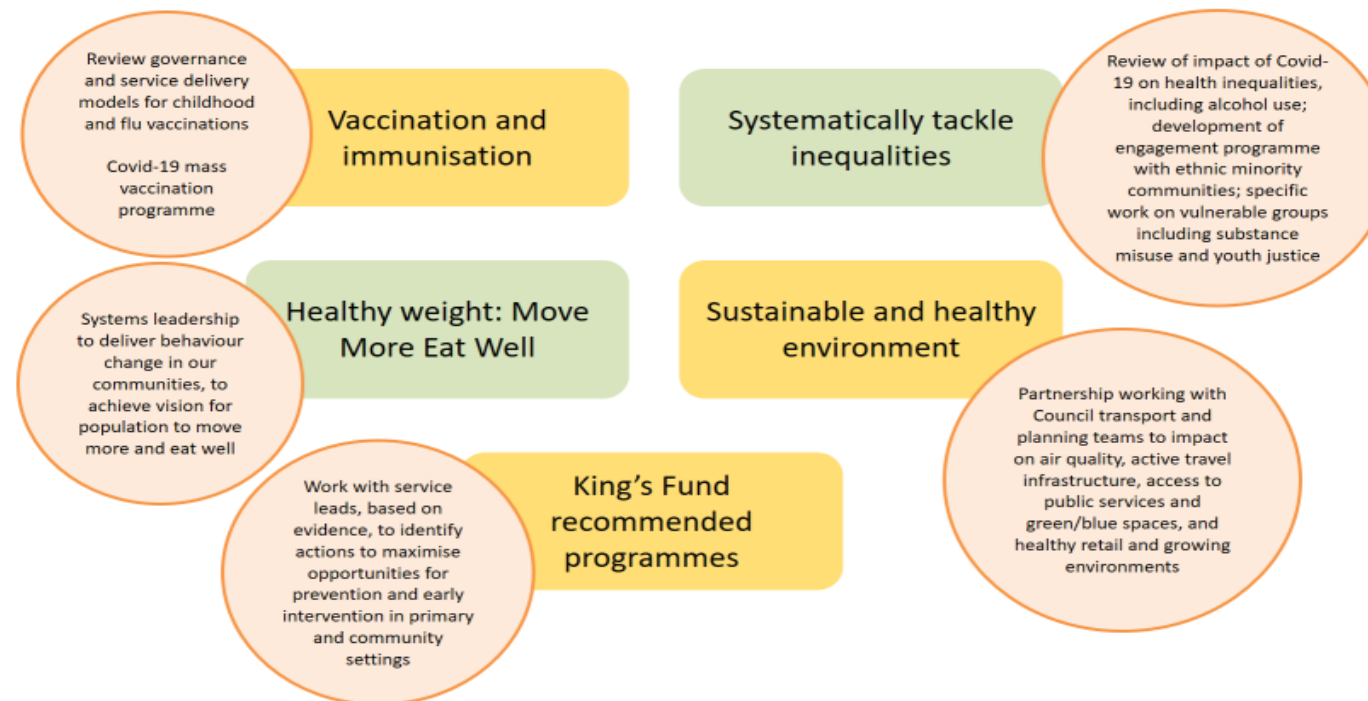 Review governance
and service delivery
models for childhood
and flu vaccinations
Covid-19 mass
vaccination
programme
Vaccination and
immunisation
Systematically tackle
inequalities
Review of impact of Covid-
19 on health inequalities,
including alcohol use;
development of
engagement programme
with ethnic minority
communities; specific
work on vulnerable groups
including substance
misuse and youth justice
Systems leadership
to deliver behaviour
change in our
communities, to
achieve vision for
population to move
more and eat well
Healthy weight: Move
More Eat Well
Sustainable and healthy
environment
Partnership working with
Council transport and
planning teams to impact
on air quality, active travel
infrastructure, access to
public services and
green/blue spaces, and
healthy retail and growing
environments
Work with service
leads, based on
evidence, to identify
actions to maximise
opportunities for
prevention and early
intervention in primary
and community
settings
King's Fund
recommended
programmes